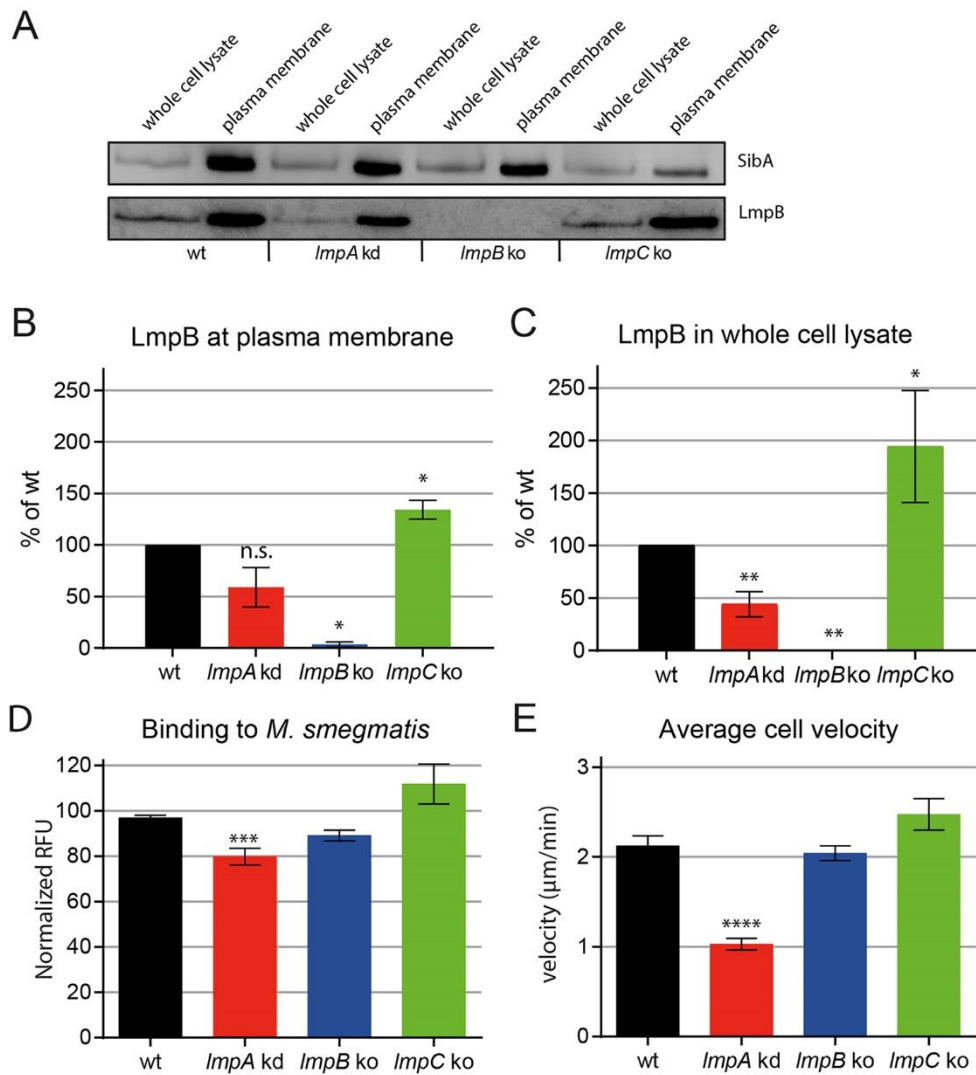 A
whole cell lysate
plasma membrane
whole cell lysate
plasma membrane
whole cell lysate
plasma membrane
whole cell lysate
plasma membrane
SibA
LmpB
wt
lmpA kd
lmpB ko
lmpC ko
B
LmpB at plasma membrane
% of wt
250
200
150
100
50
0
n.s.
*
*
wt
lmpA kd
lmpB ko
lmpC ko
C
LmpB in whole cell lysate
% of wt
250
200
150
100
50
0
**
**
*
wt
lmpA kd
lmpB ko
lmpC ko
D
Binding to M. smegmatis
Normalized RFU
120
100
80
60
40
20
0
***
wt
lmpA kd
lmpB ko
lmpC ko
E
Average cell velocity
velocity (µm/min)
3
2
1
0
****
wt
lmpA kd
lmpB ko
lmpC ko